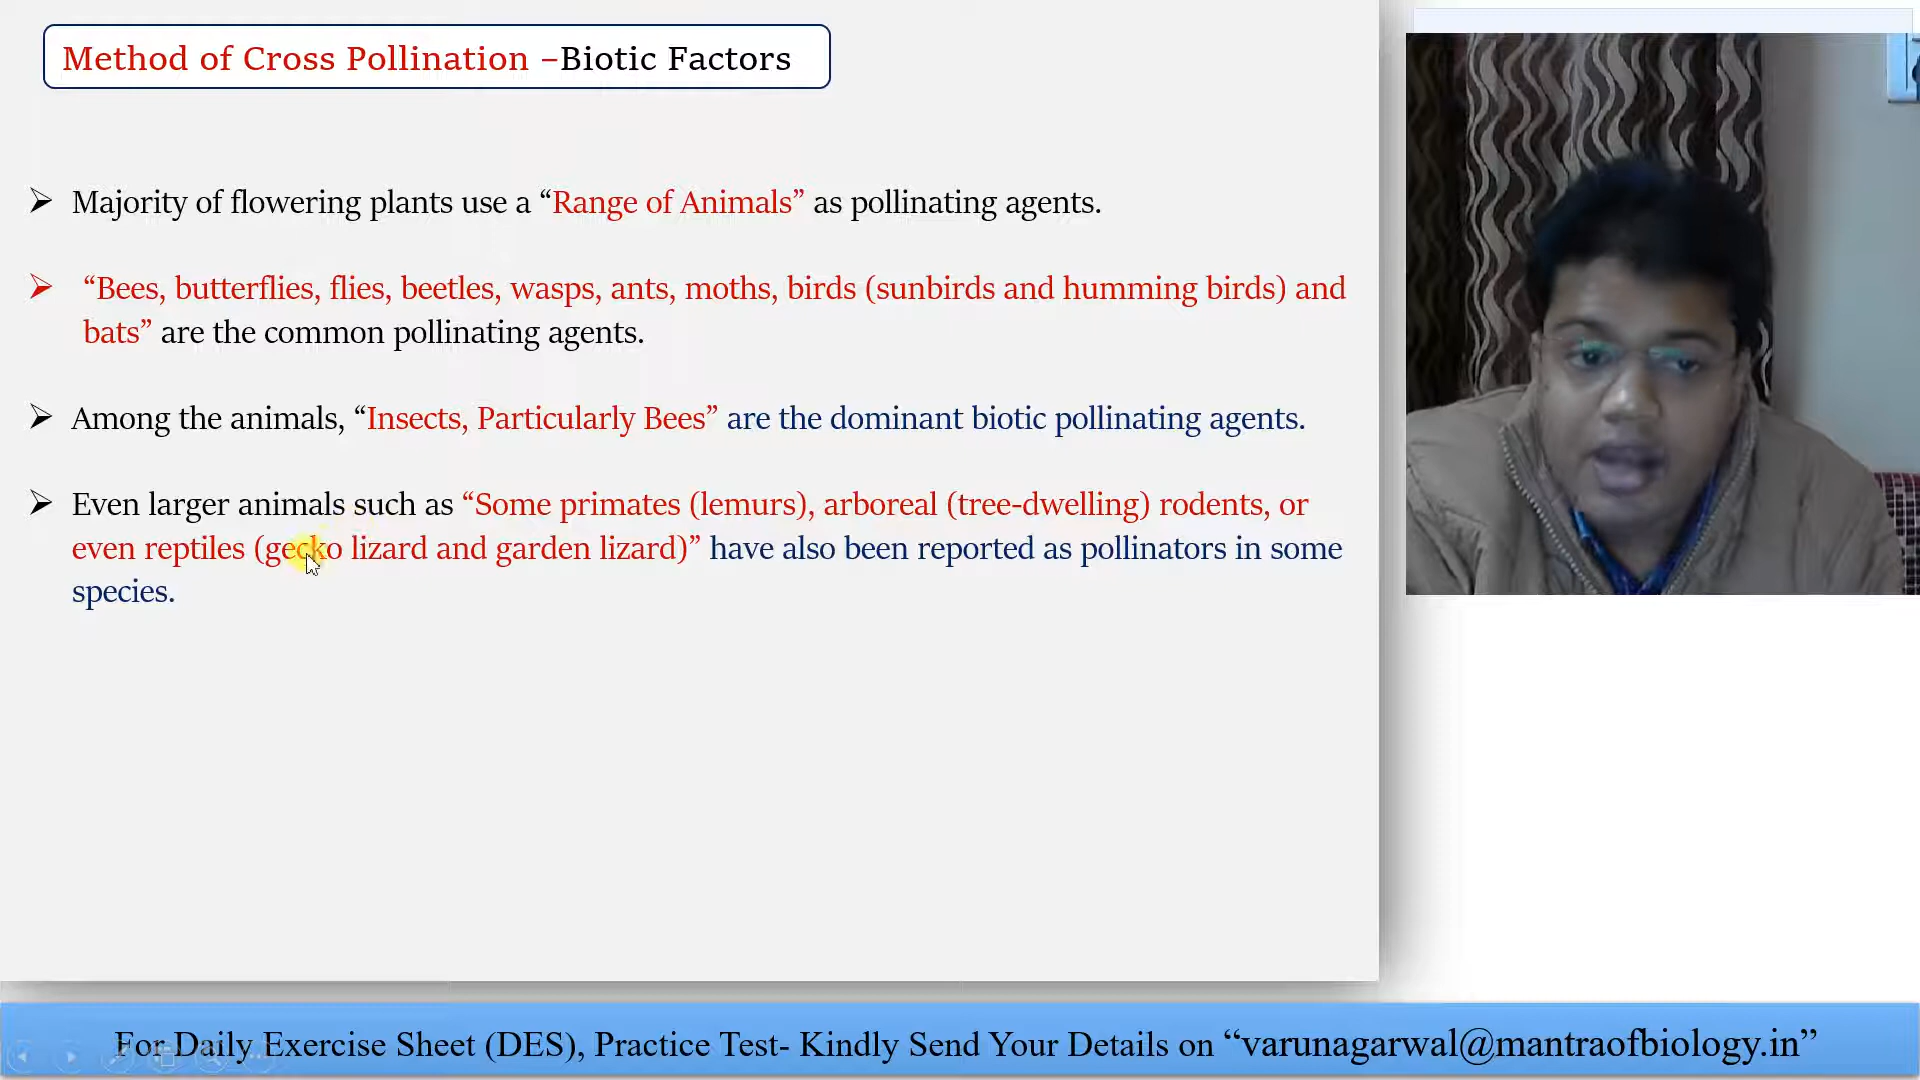 Method of Cross Pollination –Biotic Factors
Majority of flowering plants use a “Range of Animals” as pollinating agents.
“Bees, butterflies, flies, beetles, wasps, ants, moths, birds (sunbirds and humming birds) and
bats” are the common pollinating agents.
Among the animals, “Insects, Particularly Bees” are the dominant biotic pollinating agents.
Even larger animals such as “Some primates (lemurs), arboreal (tree-dwelling) rodents, or
even reptiles (gecko lizard and garden lizard)” have also been reported as pollinators in some
species.
For Daily Exercise Sheet (DES), Practice Test- Kindly Send Your Details on “varunagarwal@mantraofbiology.in”